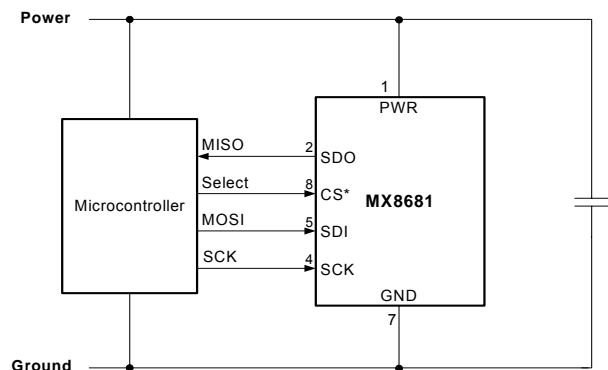 Power
1
PWR
MISO 2 SDO
Select 8 CS*
Microcontroller MX8681
MOSI 5 SDI
SCK 4 SCK
GND
7
Ground